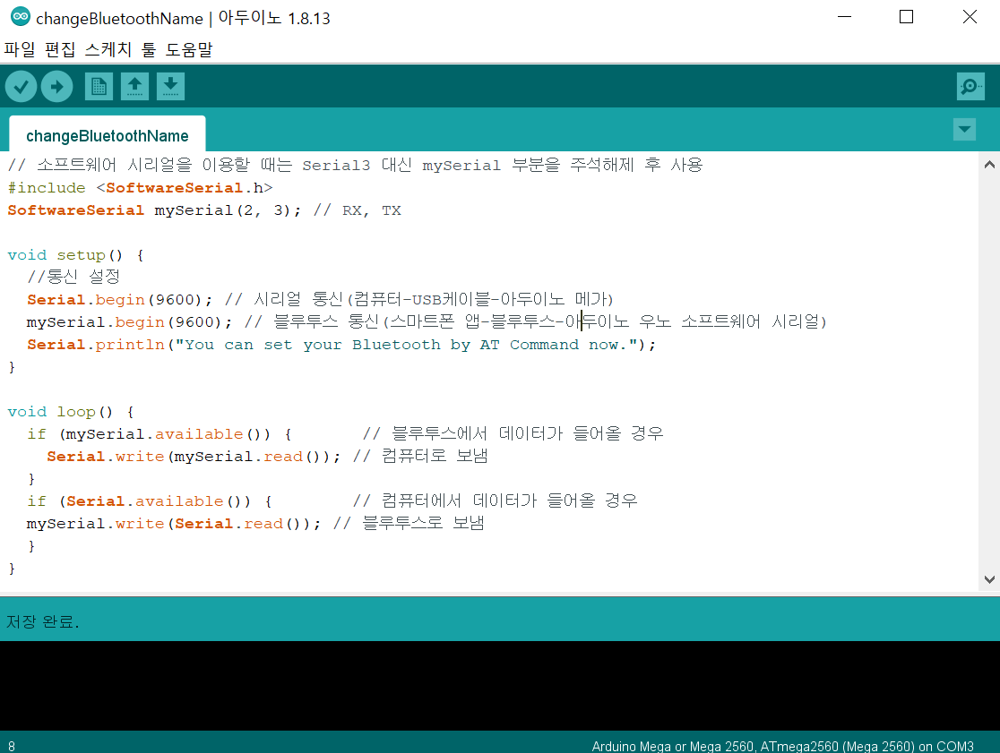 changeBluetoothName | 아두이노 1.8.13
파일 편집 스케치 툴 도움말
changeBluetoothName
// 소프트웨어 시리얼을 이용할 때는 Serial3 대신 mySerial 부분을 주석해제 후 사용
#include <SoftwareSerial.h>
SoftwareSerial mySerial(2, 3); // RX, TX
void setup() {
//통신 설정
Serial.begin(9600); // 시리얼 통신(컴퓨터-USB케이블-아두이노 메가)
mySerial.begin(9600); // 블루투스 통신(스마트폰 앱-블루투스-아두이노 우노 소프트웨어 시리얼)
Serial.println("You can set your Bluetooth by AT Command now.");
}
void loop() {
if (mySerial.available()) { // 블루투스에서 데이터가 들어올 경우
Serial.write(mySerial.read()); // 컴퓨터로 보냄
}
if (Serial.available()) { // 컴퓨터에서 데이터가 들어올 경우
mySerial.write(Serial.read()); // 블루투스로 보냄
}
}
저장 완료.
8 Arduino Mega or Mega 2560, ATmega2560 (Mega 2560) on COM3